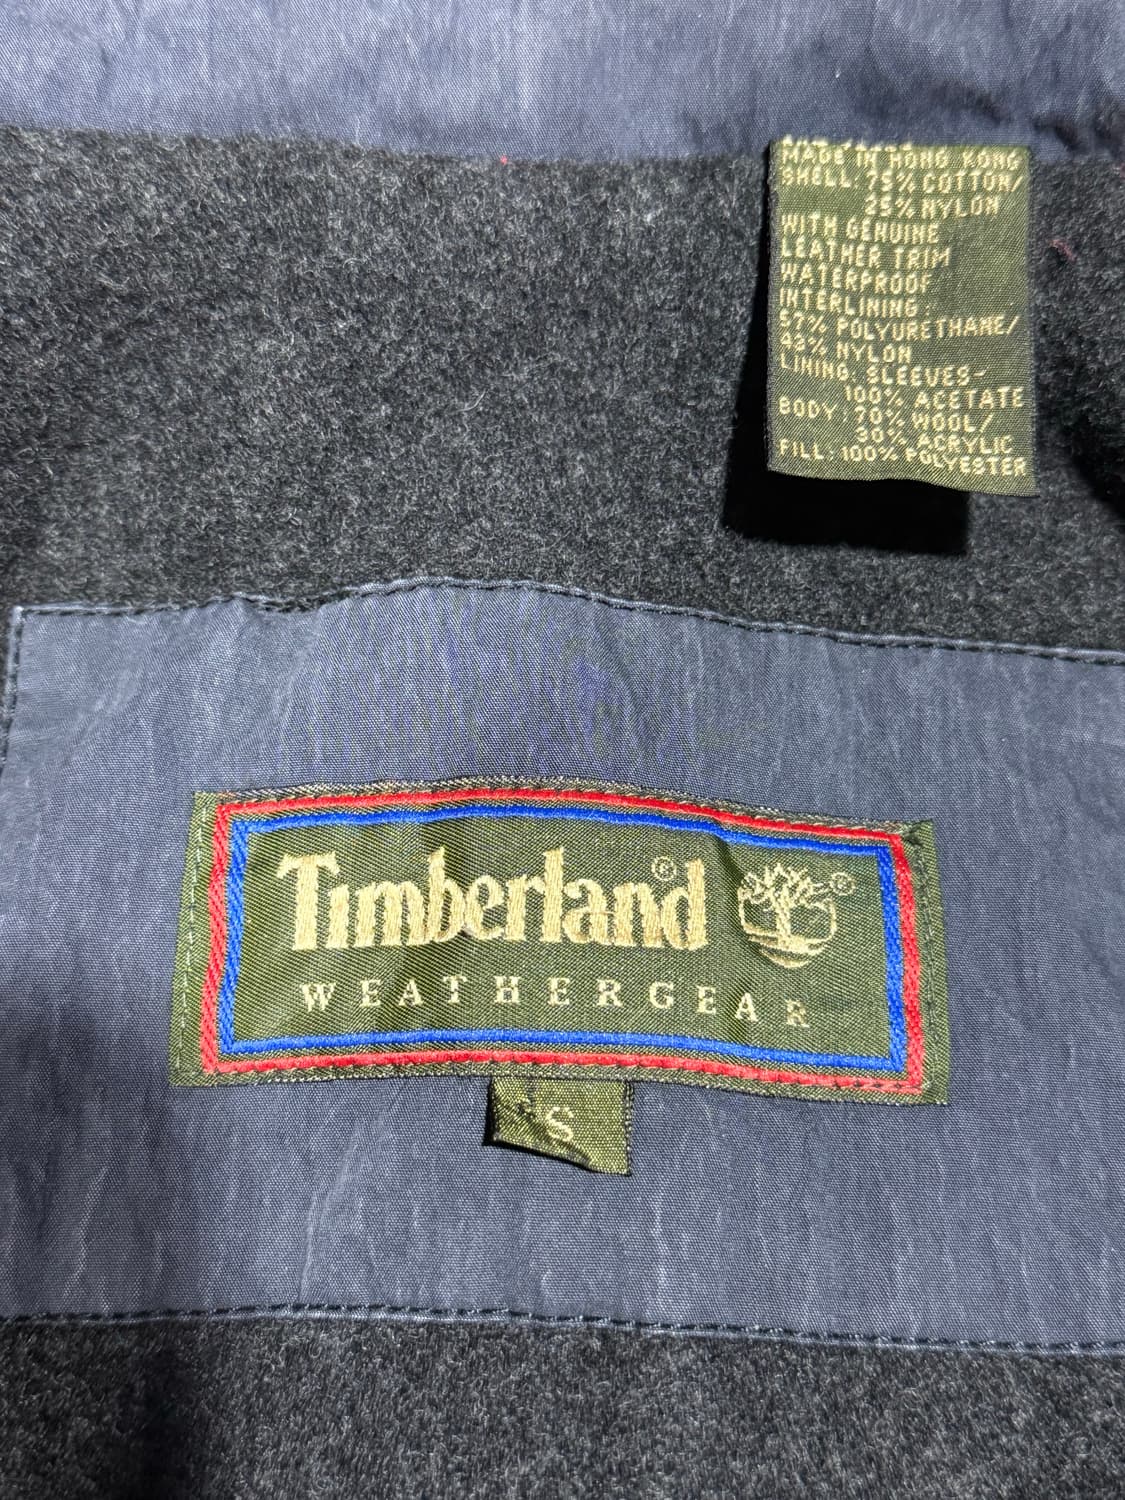 MADE IN HONG KONG
SHELL: 75% COTTON/
25% NYLON
WITH GENUINE
LEATHER TRIM
WATERPROOF
INTERLINING:
57% POLYURETHANE/
43% NYLON
LINING, SLEEVES-
100% ACETATE
BODY: 70% WOOL/
30% ACRYLIC
FILL: 100% POLYESTER
Timberland®
®
WEATHERGEAR
S